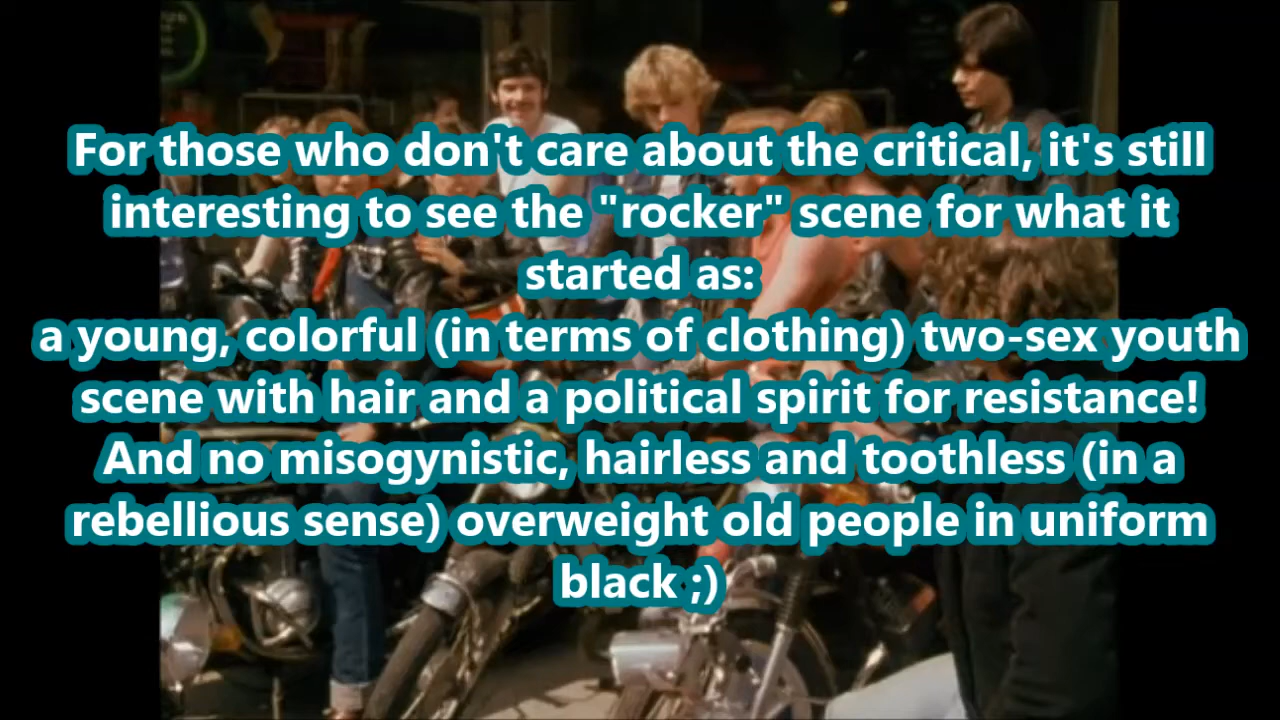 For those who don't care about the critical, it's still
interesting to see the "rocker" scene for what it
started as:
a young, colorful (in terms of clothing) two-sex youth
scene with hair and a political spirit for resistance!
And no misogynistic, hairless and toothless (in a
rebellious sense) overweight old people in uniform
black ;)